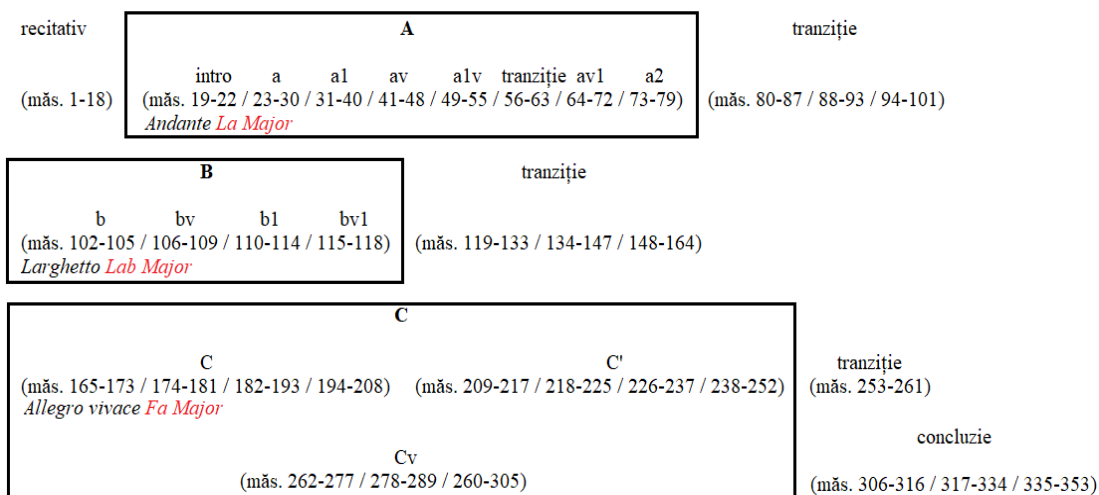 recitativ A tranziție
intro a a1 av a1v tranziție av1 a2
(măs. 1-18) (măs. 19-22 / 23-30 / 31-40 / 41-48 / 49-55 / 56-63 / 64-72 / 73-79) (măs. 80-87 / 88-93 / 94-101)
Andante La Major
B tranziție
b bv b1 bv1
(măs. 102-105 / 106-109 / 110-114 / 115-118) (măs. 119-133 / 134-147 / 148-164)
Larghetto Lab Major
C
C C' tranziție
(măs. 165-173 / 174-181 / 182-193 / 194-208) (măs. 209-217 / 218-225 / 226-237 / 238-252) (măs. 253-261)
Allegro vivace Fa Major
concluzie
Cv
(măs. 262-277 / 278-289 / 260-305) (măs. 306-316 / 317-334 / 335-353)